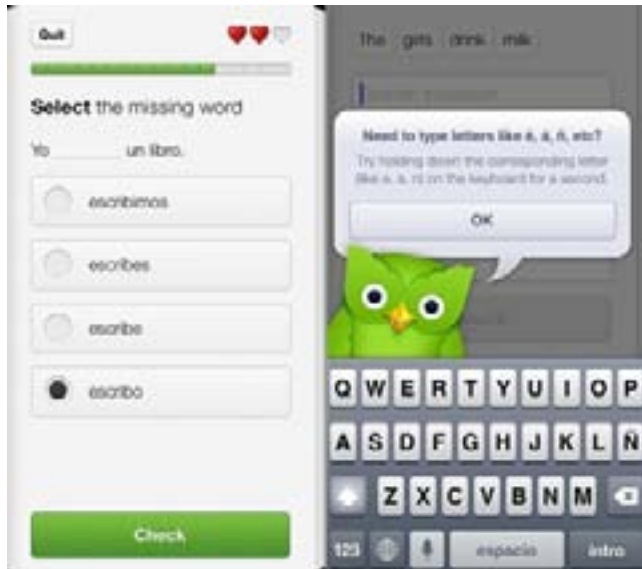 Quit
Select the missing word
Yo ______ un libro.
escribimos
escribes
escribe
escribo
Check
The girls drink milk
Need to type letters like é, á, ñ, etc?
Try holding down the corresponding letter
(like e, a, n) on the keyboard for a second.
OK
Q W E R T Y U I O P
A S D F G H J K L Ñ
Z X C V B N M
123 espacio intro